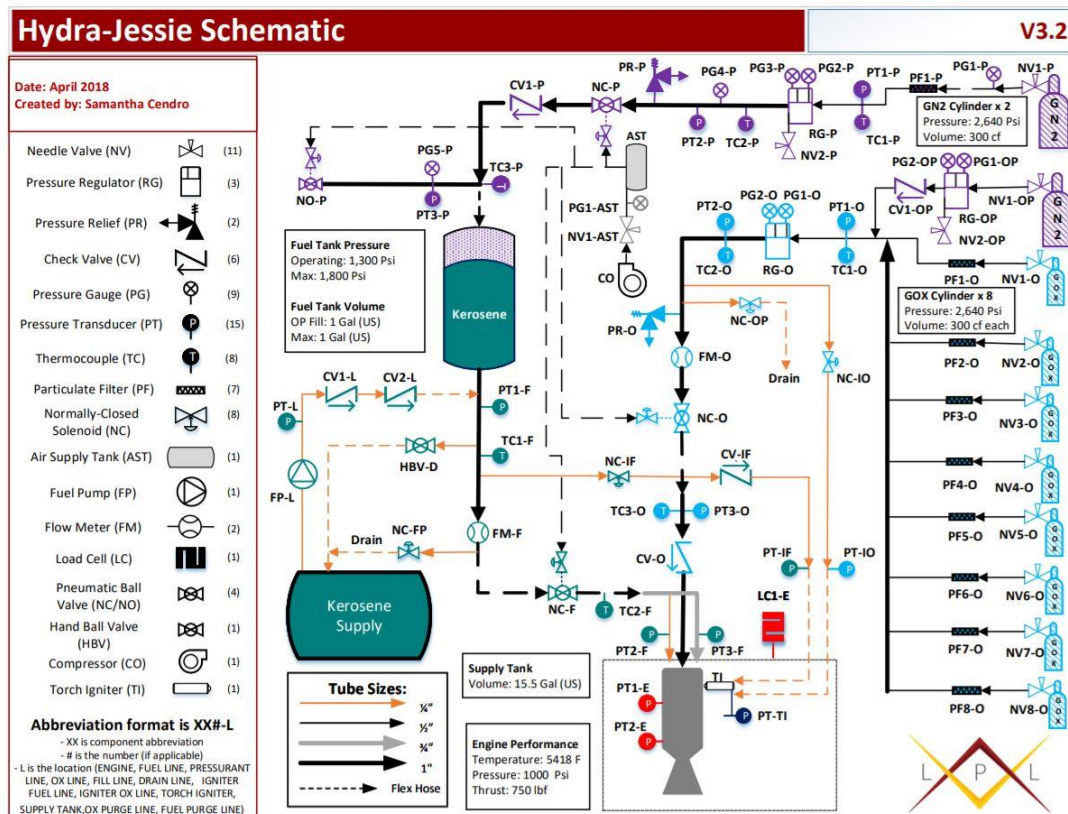 Hydra-Jessie Schematic
V3.2
Date: April 2018
Created by: Samantha Cendro
Needle Valve (NV)
(11)
Pressure Regulator (RG)
(3)
Pressure Relief (PR)
(2)
Check Valve (CV)
(6)
Pressure Gauge (PG)
(9)
Pressure Transducer (PT)
P
(15)
Thermocouple (TC)
T
(8)
Particulate Filter (PF)
(7)
Normally-Closed
Solenoid (NC)
(8)
Air Supply Tank (AST)
(1)
Fuel Pump (FP)
(1)
Flow Meter (FM)
(2)
Load Cell (LC)
(1)
Pneumatic Ball
Valve (NC/NO)
(4)
Hand Ball Valve
(HBV)
(1)
Compressor (CO)
(1)
Torch Igniter (TI)
(1)
Abbreviation format is XX#-L
- XX is component abbreviation
- # is the number (if applicable)
- L is the location (ENGINE, FUEL LINE, PRESSURANT
LINE, OX LINE, FILL LINE, DRAIN LINE, IGNITER
FUEL LINE, IGNITER OX LINE, TORCH IGNITER,
SUPPLY TANK,OX PURGE LINE, FUEL PURGE LINE)
PR-P
PG4-P
PG3-P
PG2-P
PT1-P
PF1-P
PG1-P
NV1-P
CV1-P
NC-P
PT2-P
TC2-P
RG-P
NV2-P
TC1-P
GN2 Cylinder x 2
Pressure: 2,640 Psi
Volume: 300 cf
GN2
AST
PG5-P
TC3-P
NO-P
PT3-P
PG1-AST
NV1-AST
CO
PG2-OP
PG1-OP
NV1-OP
CV1-OP
RG-OP
NV2-OP
GN2
PT2-O
PG2-O
PG1-O
PT1-O
TC2-O
RG-O
TC1-O
PF1-O
NV1-O
GOX
GOX Cylinder x 8
Pressure: 2,640 Psi
Volume: 300 cf each
Fuel Tank Pressure
Operating: 1,300 Psi
Max: 1,800 Psi
Fuel Tank Volume
OP Fill: 1 Gal (US)
Max: 1 Gal (US)
Kerosene
PR-O
NC-OP
FM-O
Drain
NC-IO
PF2-O
NV2-O
GOX
PF3-O
NV3-O
GOX
PF4-O
NV4-O
GOX
PF5-O
NV5-O
GOX
PF6-O
NV6-O
GOX
PF7-O
NV7-O
GOX
PF8-O
NV8-O
GOX
CV1-L
CV2-L
PT-L
PT1-F
NC-O
TC1-F
HBV-D
FP-L
NC-IF
CV-IF
TC3-O
PT3-O
FM-F
NC-FP
Drain
Kerosene
Supply
CV-O
PT-IF
PT-IO
NC-F
TC2-F
LC1-E
PT2-F
PT3-F
TI
PT1-E
PT2-E
PT-TI
Supply Tank
Volume: 15.5 Gal (US)
Engine Performance
Temperature: 5418 F
Pressure: 1000 Psi
Thrust: 750 lbf
Tube Sizes:
¼”
½”
¾”
1"
Flex Hose
L P L